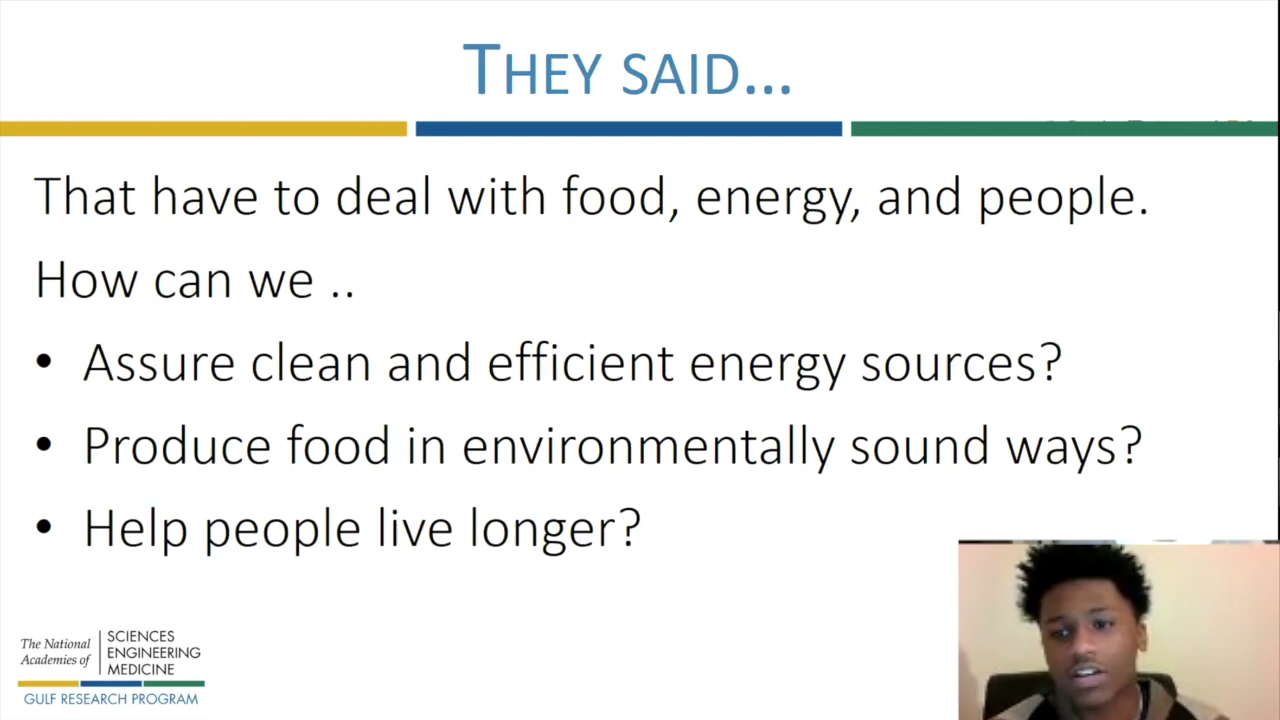 THEY SAID...
That have to deal with food, energy, and people.
How can we ..
• Assure clean and efficient energy sources?
• Produce food in environmentally sound ways?
• Help people live longer?
The National
Academies of
SCIENCES
ENGINEERING
MEDICINE
GULF RESEARCH PROGRAM